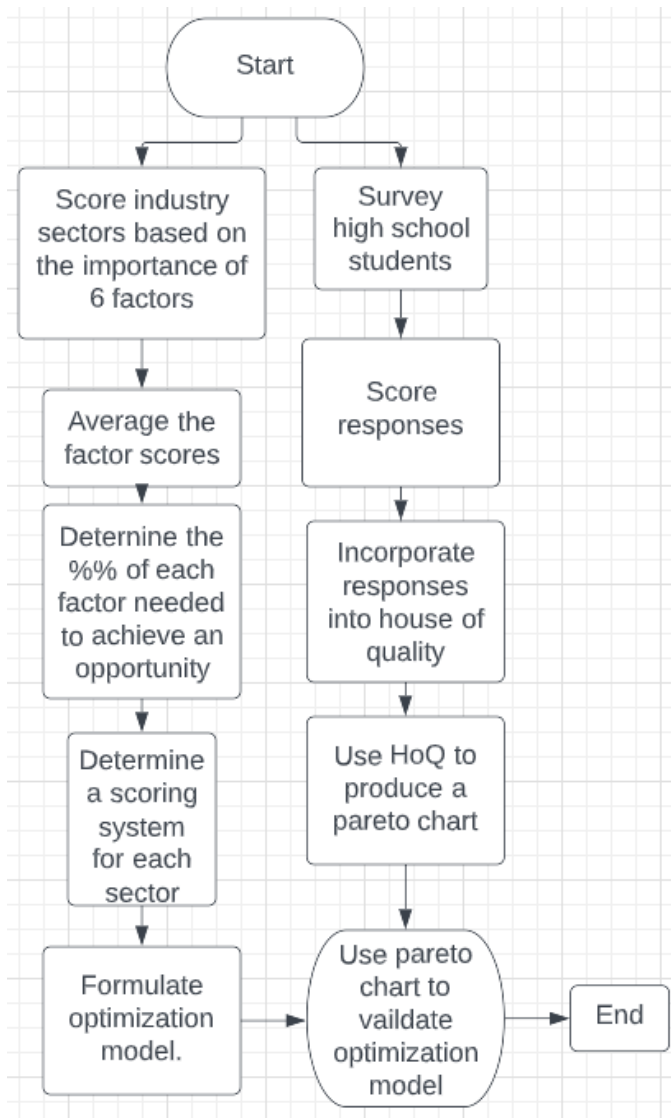 Start
Score industry
sectors based on
the importance of
6 factors
Average the
factor scores
Deternine the
%% of each
factor needed
to achieve an
opportunity
Determine
a scoring
system
for each
sector
Formulate
optimization
model.
Survey
high school
students
Score
responses
Incorporate
responses
into house of
quality
Use HoQ to
produce a
pareto chart
Use pareto
chart to
vaildate
optimization
model
End